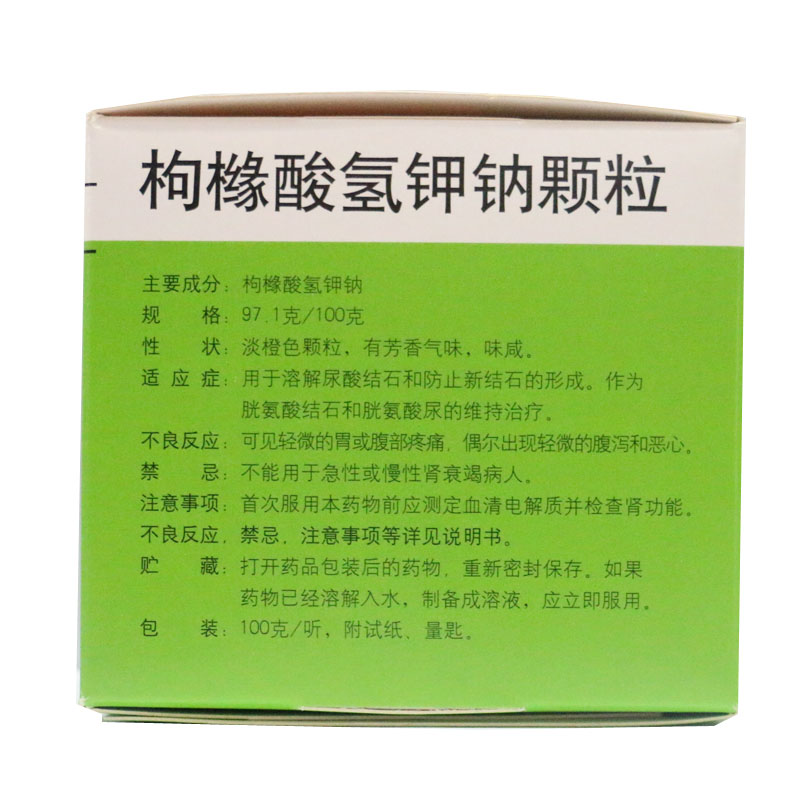 枸橼酸氢钾钠颗粒
主要成分：枸橼酸氢钾钠
规　　格：97.1克/100克
性　　状：淡橙色颗粒，有芳香气味，味咸。
适 应 症：用于溶解尿酸结石和防止新结石的形成。作为
胱氨酸结石和胱氨酸尿的维持治疗。
不良反应：可见轻微的胃或腹部疼痛，偶尔出现轻微的腹泻和恶心。
禁　　忌：不能用于急性或慢性肾衰竭病人。
注意事项：首次服用本药物前应测定血清电解质并检查肾功能。
不良反应，禁忌，注意事项等详见说明书。
贮　　藏：打开药品包装后的药物，重新密封保存。如果
药物已经溶解入水，制备成溶液，应立即服用。
包　　装：100克/听，附试纸、量匙。